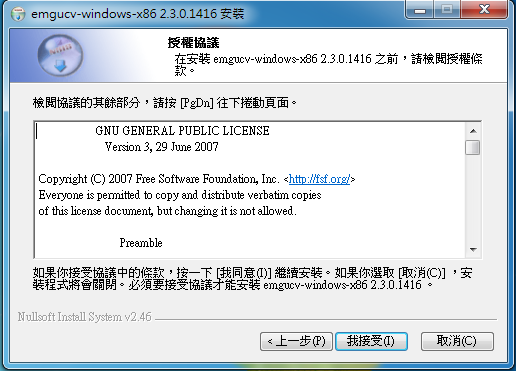 emgucv-windows-x86 2.3.0.1416 安裝
授權協議
在安裝 emgucv-windows-x86 2.3.0.1416 之前，請檢閱授權條
款。
檢閱協議的其餘部分，請按 [PgDn] 往下捲動頁面。
GNU GENERAL PUBLIC LICENSE
Version 3, 29 June 2007
Copyright (C) 2007 Free Software Foundation, Inc. <http://fsf.org/>
Everyone is permitted to copy and distribute verbatim copies
of this license document, but changing it is not allowed.
Preamble
如果你接受協議中的條款，按一下 [我同意(I)] 繼續安裝。如果你選取 [取消(C)] ，安
裝程式將會關閉。必須要接受協議才能安裝 emgucv-windows-x86 2.3.0.1416 。
Nullsoft Install System v2.46
< 上一步(P)
我接受(I)
取消(C)